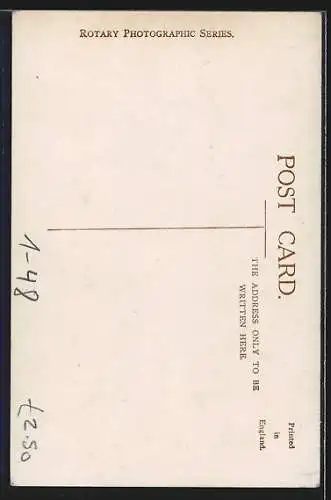 ROTARY PHOTOGRAPHIC SERIES.
POST CARD.
THE ADDRESS ONLY TO BE
WRITTEN HERE.
Printed
in
England.
1-48
£2.50